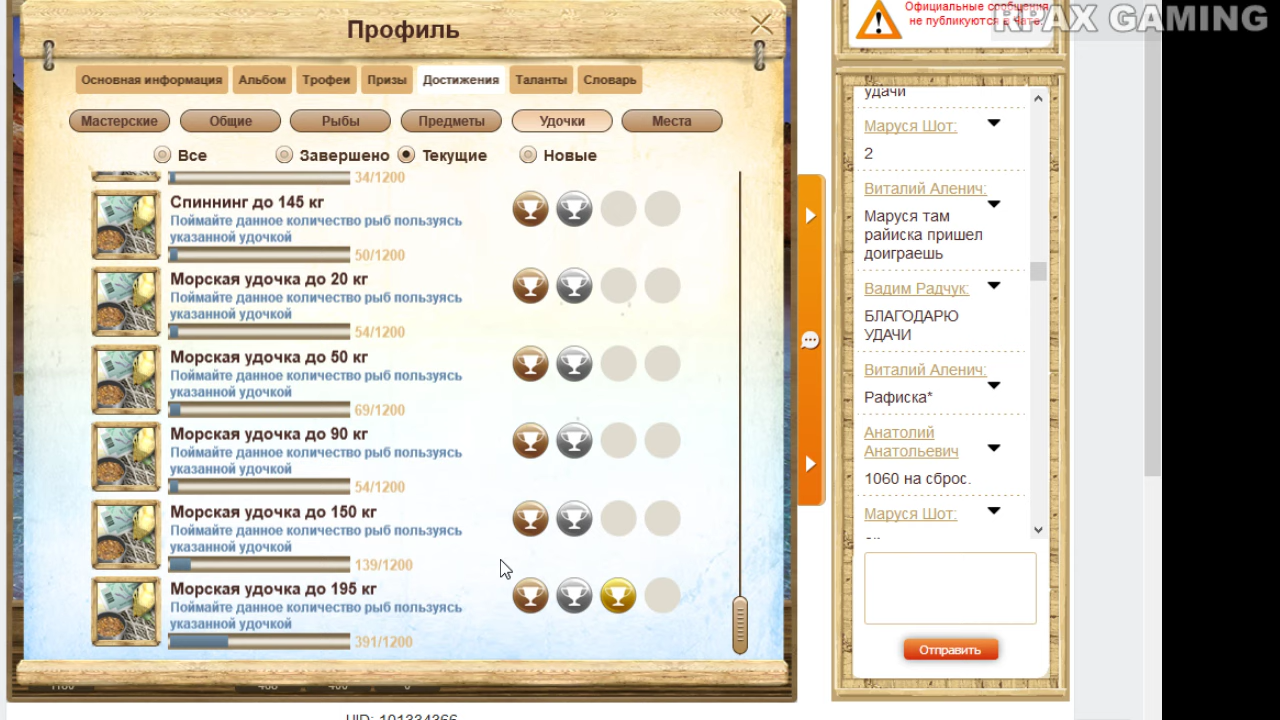 Профиль
Основная информация Альбом Трофеи Призы Достижения Таланты Словарь
Мастерские Общие Рыбы Предметы Удочки Места
Все Завершено Текущие Новые
34/1200
Спиннинг до 145 кг
Поймайте данное количество рыб пользуясь
указанной удочкой
50/1200
Морская удочка до 20 кг
Поймайте данное количество рыб пользуясь
указанной удочкой
54/1200
Морская удочка до 50 кг
Поймайте данное количество рыб пользуясь
указанной удочкой
69/1200
Морская удочка до 90 кг
Поймайте данное количество рыб пользуясь
указанной удочкой
54/1200
Морская удочка до 150 кг
Поймайте данное количество рыб пользуясь
указанной удочкой
139/1200
Морская удочка до 195 кг
Поймайте данное количество рыб пользуясь
указанной удочкой
391/1200
UID: 101334366
Официальные сообщения
не публикуются в чате.
RPAX GAMING
удачи
Маруся Шот:
2
Виталий Аленич:
Маруся там
райиска пришел
доиграешь
Вадим Радчук:
БЛАГОДАРЮ
УДАЧИ
Виталий Аленич:
Рафиска*
Анатолий
Анатольевич
1060 на сброс.
Маруся Шот:
Отправить